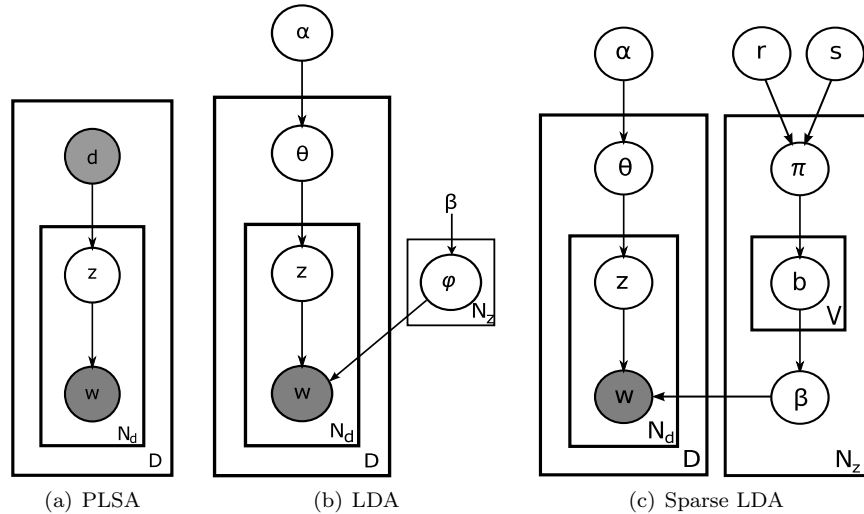 d
z
w
N_d
D
(a) PLSA
α
θ
z
w
N_d
D
β
φ
N_z
(b) LDA
α
θ
z
w
N_d
D
r
s
π
b
V
β
N_z
(c) Sparse LDA